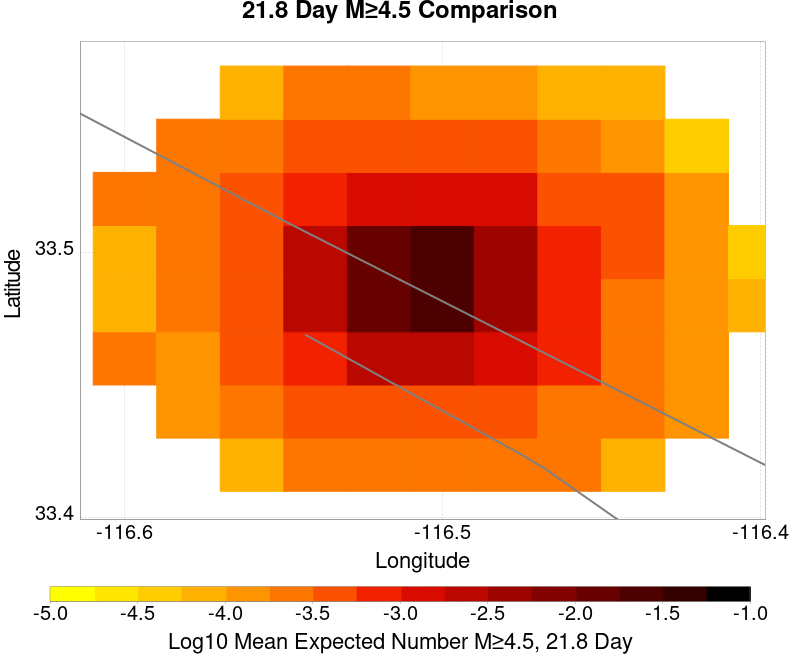 21.8 Day M≥4.5 Comparison
Latitude
33.5
33.4
-116.6 -116.5 -116.4
Longitude
-5.0 -4.5 -4.0 -3.5 -3.0 -2.5 -2.0 -1.5 -1.0
Log10 Mean Expected Number M≥4.5, 21.8 Day